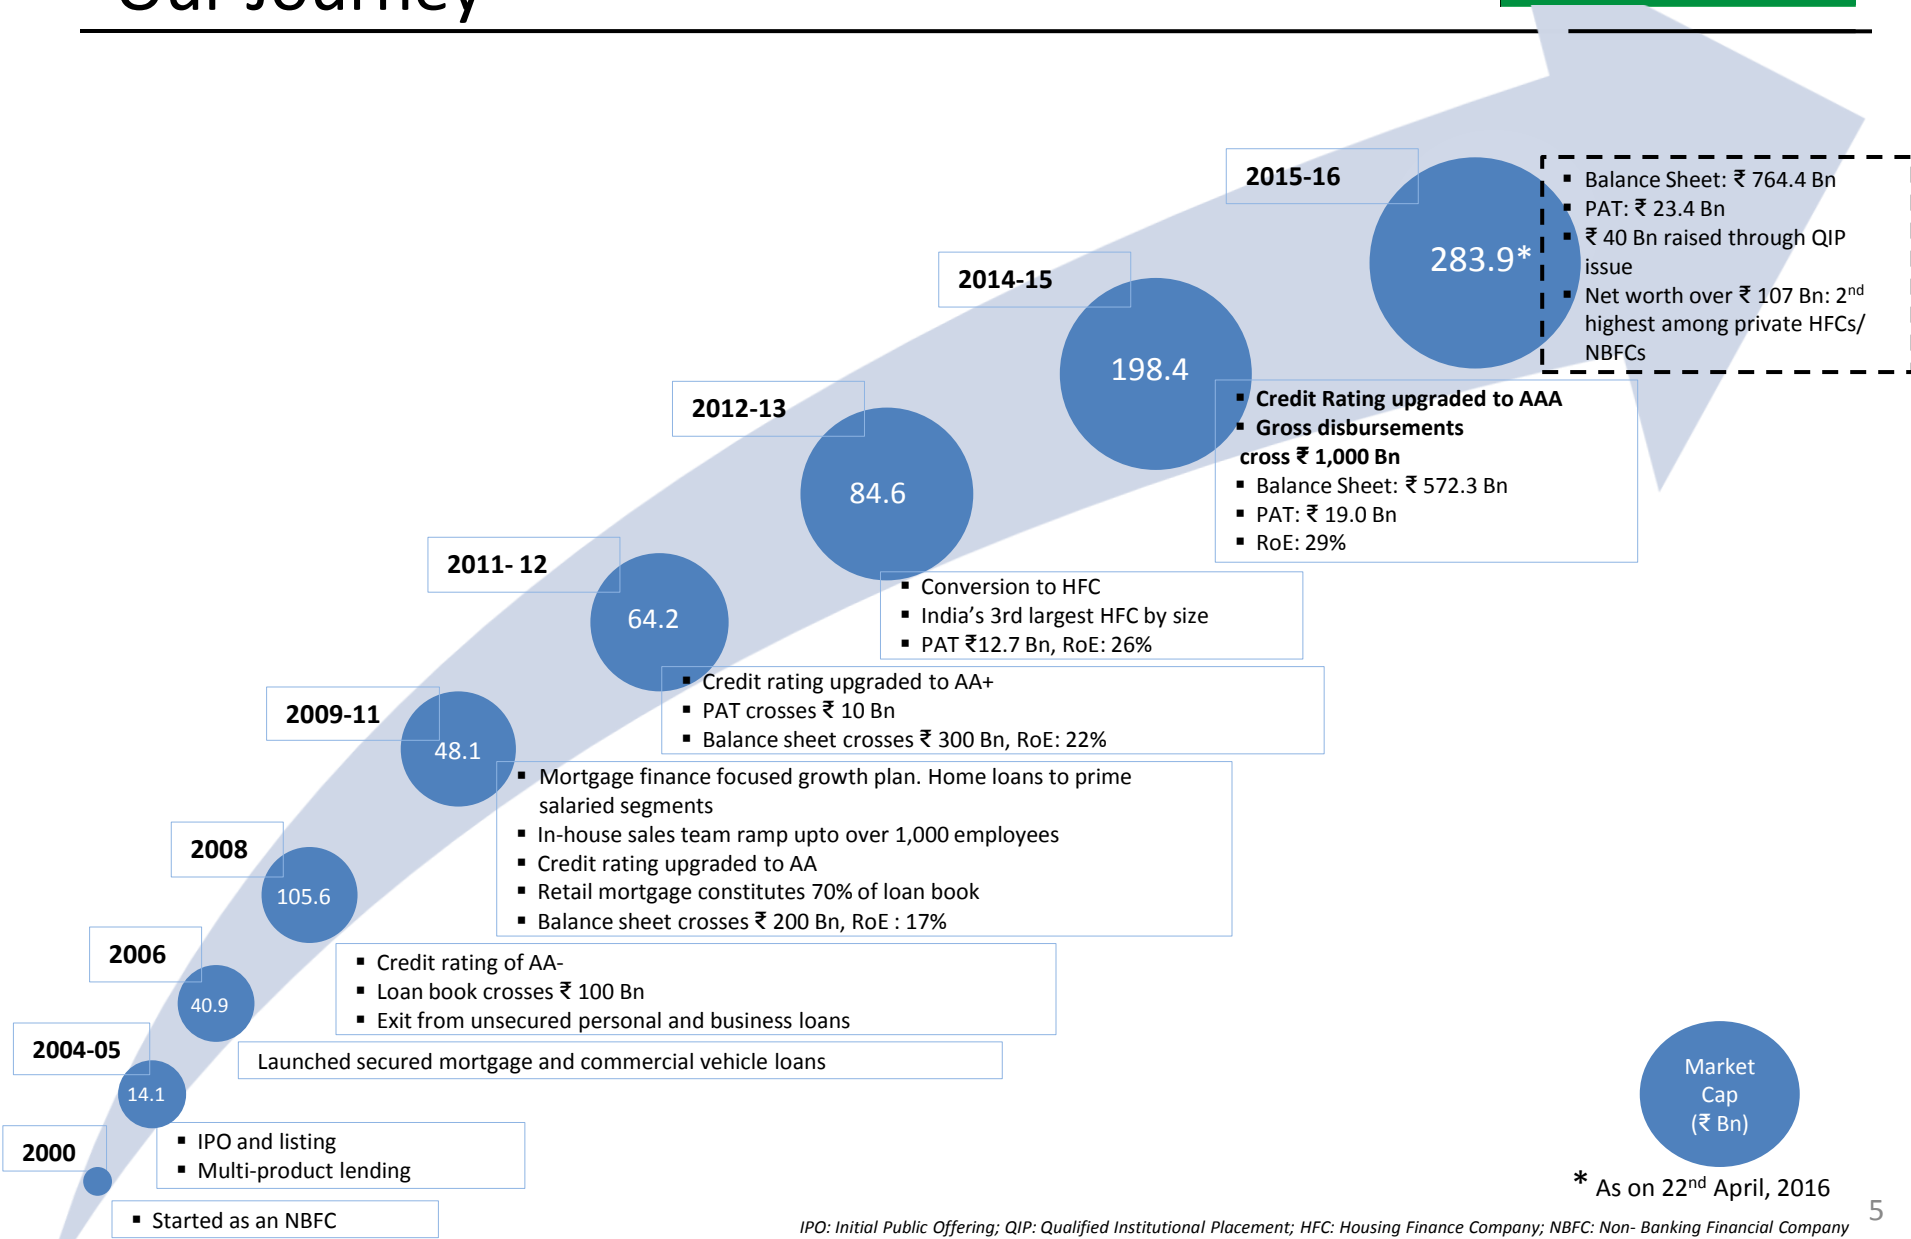 Our Journey
2015-16
283.9*
▪ Balance Sheet: ₹ 764.4 Bn
▪ PAT: ₹ 23.4 Bn
▪ ₹ 40 Bn raised through QIP
issue
▪ Net worth over ₹ 107 Bn: 2nd
highest among private HFCs/
NBFCs
2014-15
198.4
▪ Credit Rating upgraded to AAA
▪ Gross disbursements
cross ₹ 1,000 Bn
▪ Balance Sheet: ₹ 572.3 Bn
▪ PAT: ₹ 19.0 Bn
▪ RoE: 29%
2012-13
84.6
▪ Conversion to HFC
▪ India’s 3rd largest HFC by size
▪ PAT ₹12.7 Bn, RoE: 26%
2011- 12
64.2
▪ Credit rating upgraded to AA+
▪ PAT crosses ₹ 10 Bn
▪ Balance sheet crosses ₹ 300 Bn, RoE: 22%
2009-11
48.1
▪ Mortgage finance focused growth plan. Home loans to prime
salaried segments
▪ In-house sales team ramp upto over 1,000 employees
▪ Credit rating upgraded to AA
▪ Retail mortgage constitutes 70% of loan book
▪ Balance sheet crosses ₹ 200 Bn, RoE : 17%
2008
105.6
▪ Credit rating of AA-
▪ Loan book crosses ₹ 100 Bn
▪ Exit from unsecured personal and business loans
2006
40.9
Launched secured mortgage and commercial vehicle loans
2004-05
14.1
▪ IPO and listing
▪ Multi-product lending
2000
▪ Started as an NBFC
Market
Cap
(₹ Bn)
* As on 22nd April, 2016
IPO: Initial Public Offering; QIP: Qualified Institutional Placement; HFC: Housing Finance Company; NBFC: Non- Banking Financial Company
5